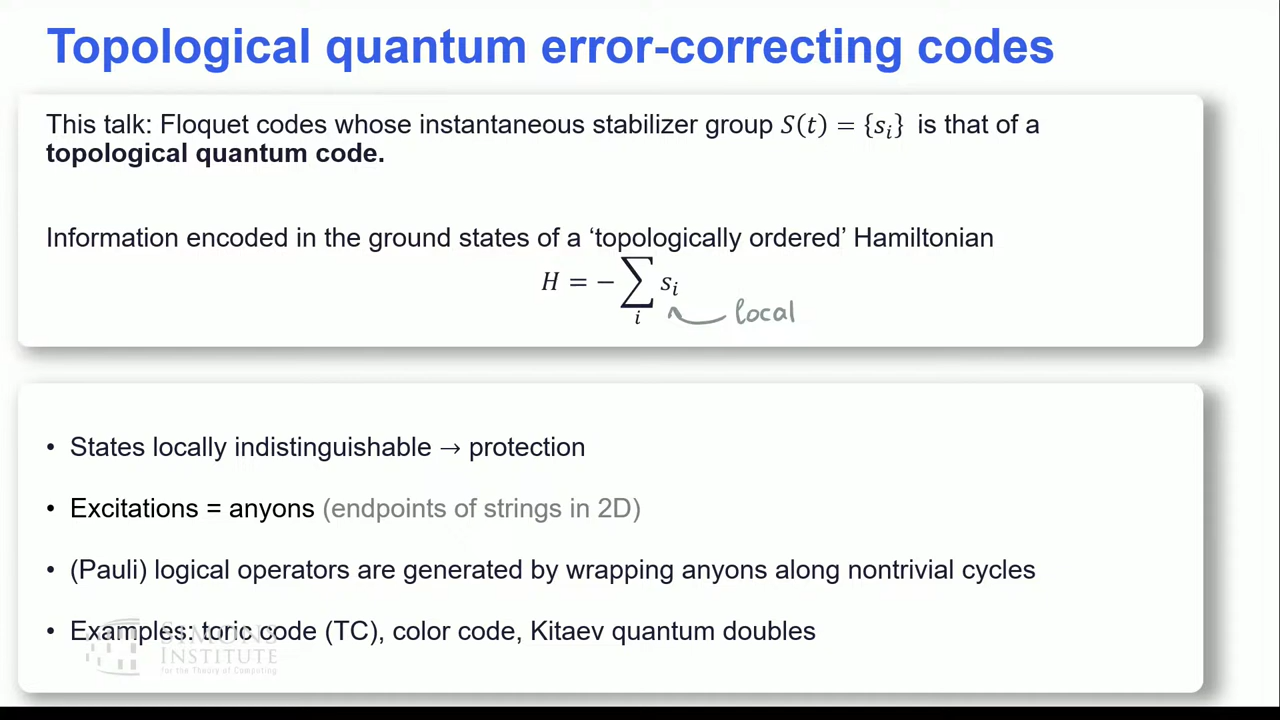 Topological quantum error-correcting codes
This talk: Floquet codes whose instantaneous stabilizer group S(t) = {s_i} is that of a
topological quantum code.
Information encoded in the ground states of a ‘topologically ordered’ Hamiltonian
H = − ∑_i s_i
local
• States locally indistinguishable → protection
• Excitations = anyons (endpoints of strings in 2D)
• (Pauli) logical operators are generated by wrapping anyons along nontrivial cycles
• Examples: toric code (TC), color code, Kitaev quantum doubles
SIMONS
INSTITUTE
for the Theory of Computing